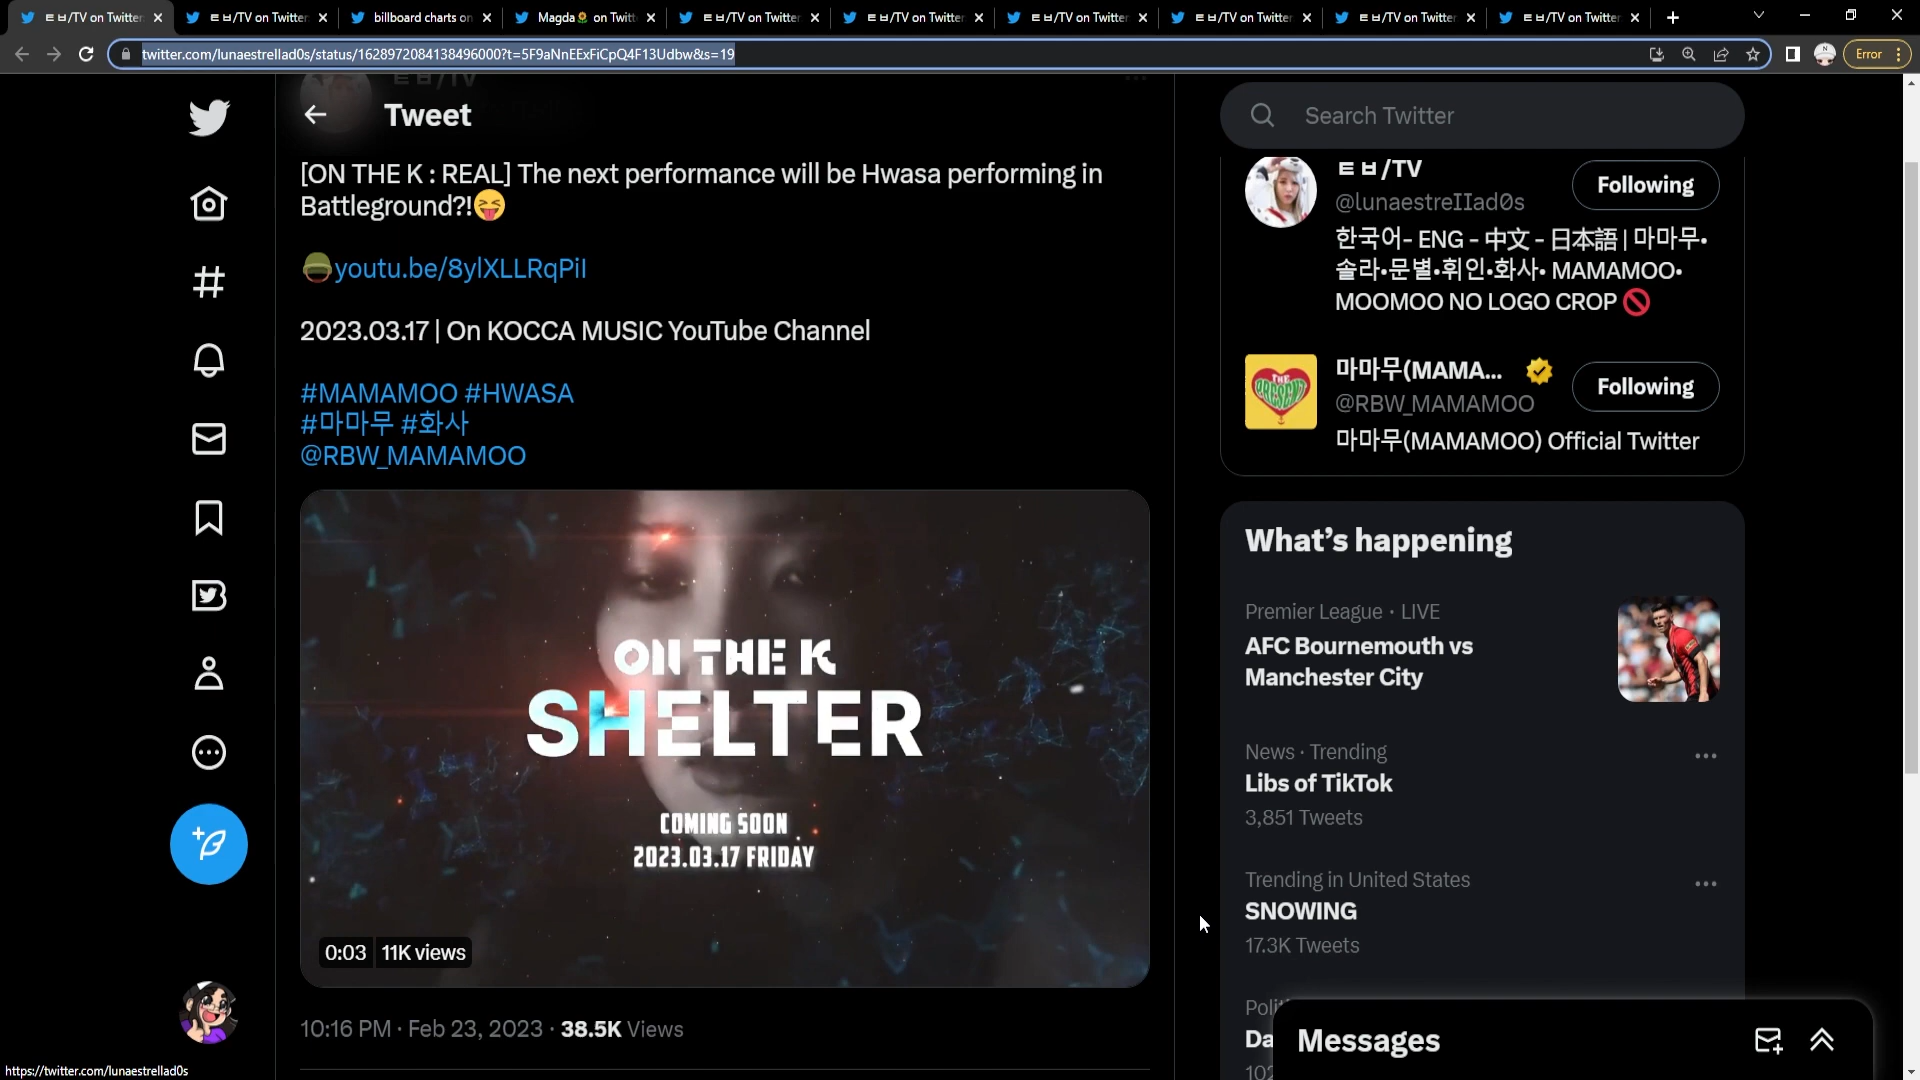 ㅌㅂ/TV on Twitter
ㅌㅂ/TV on Twitter
billboard charts on
Magda🌻 on Twitt
ㅌㅂ/TV on Twitter
ㅌㅂ/TV on Twitter
ㅌㅂ/TV on Twitter
ㅌㅂ/TV on Twitter
ㅌㅂ/TV on Twitter
ㅌㅂ/TV on Twitter
twitter.com/lunaestrellad0s/status/1628972084138496000?t=5F9aNnEExFiCpQ4F13Udbw&s=19
Error
ㅌㅂ/TV
Tweet
[ON THE K : REAL] The next performance will be Hwasa performing in
Battleground?!😝
youtu.be/8ylXLLRqPiI
2023.03.17 | On KOCCA MUSIC YouTube Channel
#MAMAMOO #HWASA
#마마무 #화사
@RBW_MAMAMOO
ON THE K
SHELTER
COMING SOON
2023.03.17 FRIDAY
0:03
11K views
10:16 PM · Feb 23, 2023 · 38.5K Views
Search Twitter
ㅌㅂ/TV
@lunaestreIIad0s
Following
한국어- ENG - 中文 - 日本語 | 마마무•
솔라•문별•휘인•화사• MAMAMOO•
MOOMOO NO LOGO CROP 🚫
THE PRESENT
마마무(MAMA...
@RBW_MAMAMOO
Following
마마무(MAMAMOO) Official Twitter
What's happening
Premier League · LIVE
AFC Bournemouth vs
Manchester City
News · Trending
Libs of TikTok
3,851 Tweets
Trending in United States
SNOWING
17.3K Tweets
Polit
Da
102
Messages
https://twitter.com/lunaestrellad0s